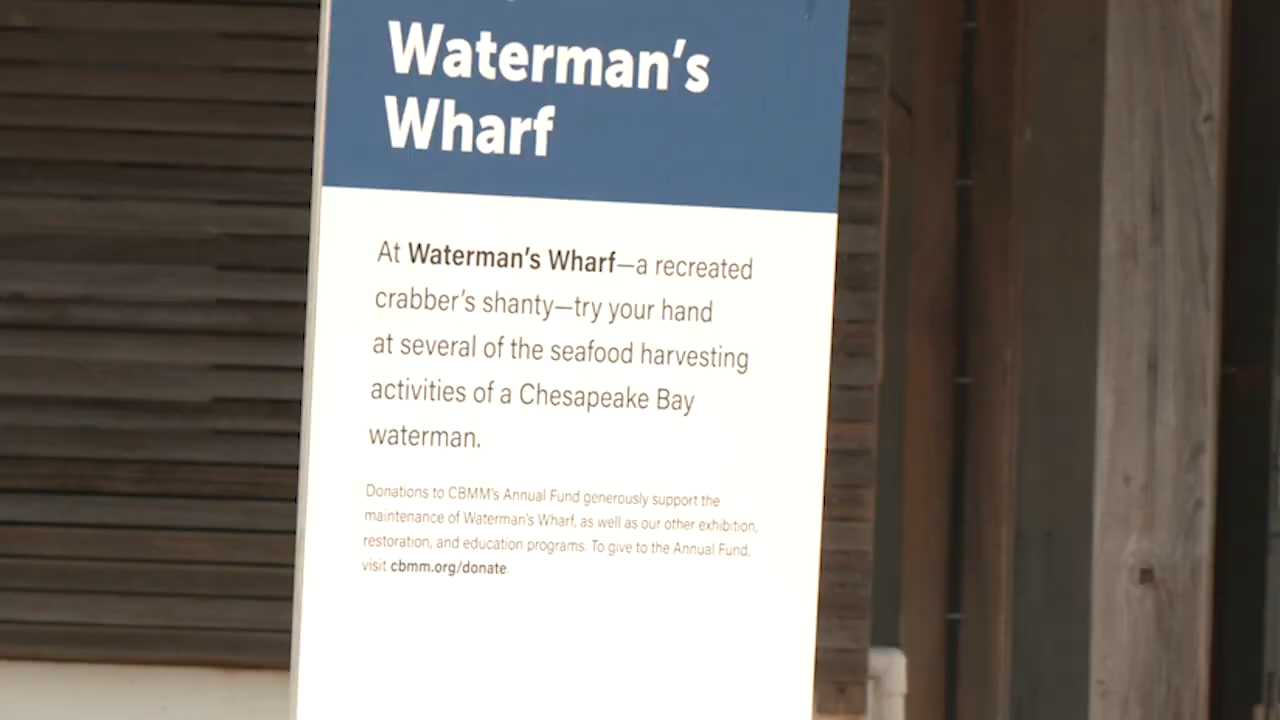 Waterman’s
Wharf
At Waterman’s Wharf—a recreated
crabber’s shanty—try your hand
at several of the seafood harvesting
activities of a Chesapeake Bay
waterman.
Donations to CBMM’s Annual Fund generously support the
maintenance of Waterman’s Wharf, as well as our other exhibition,
restoration, and education programs. To give to the Annual Fund,
visit cbmm.org/donate.